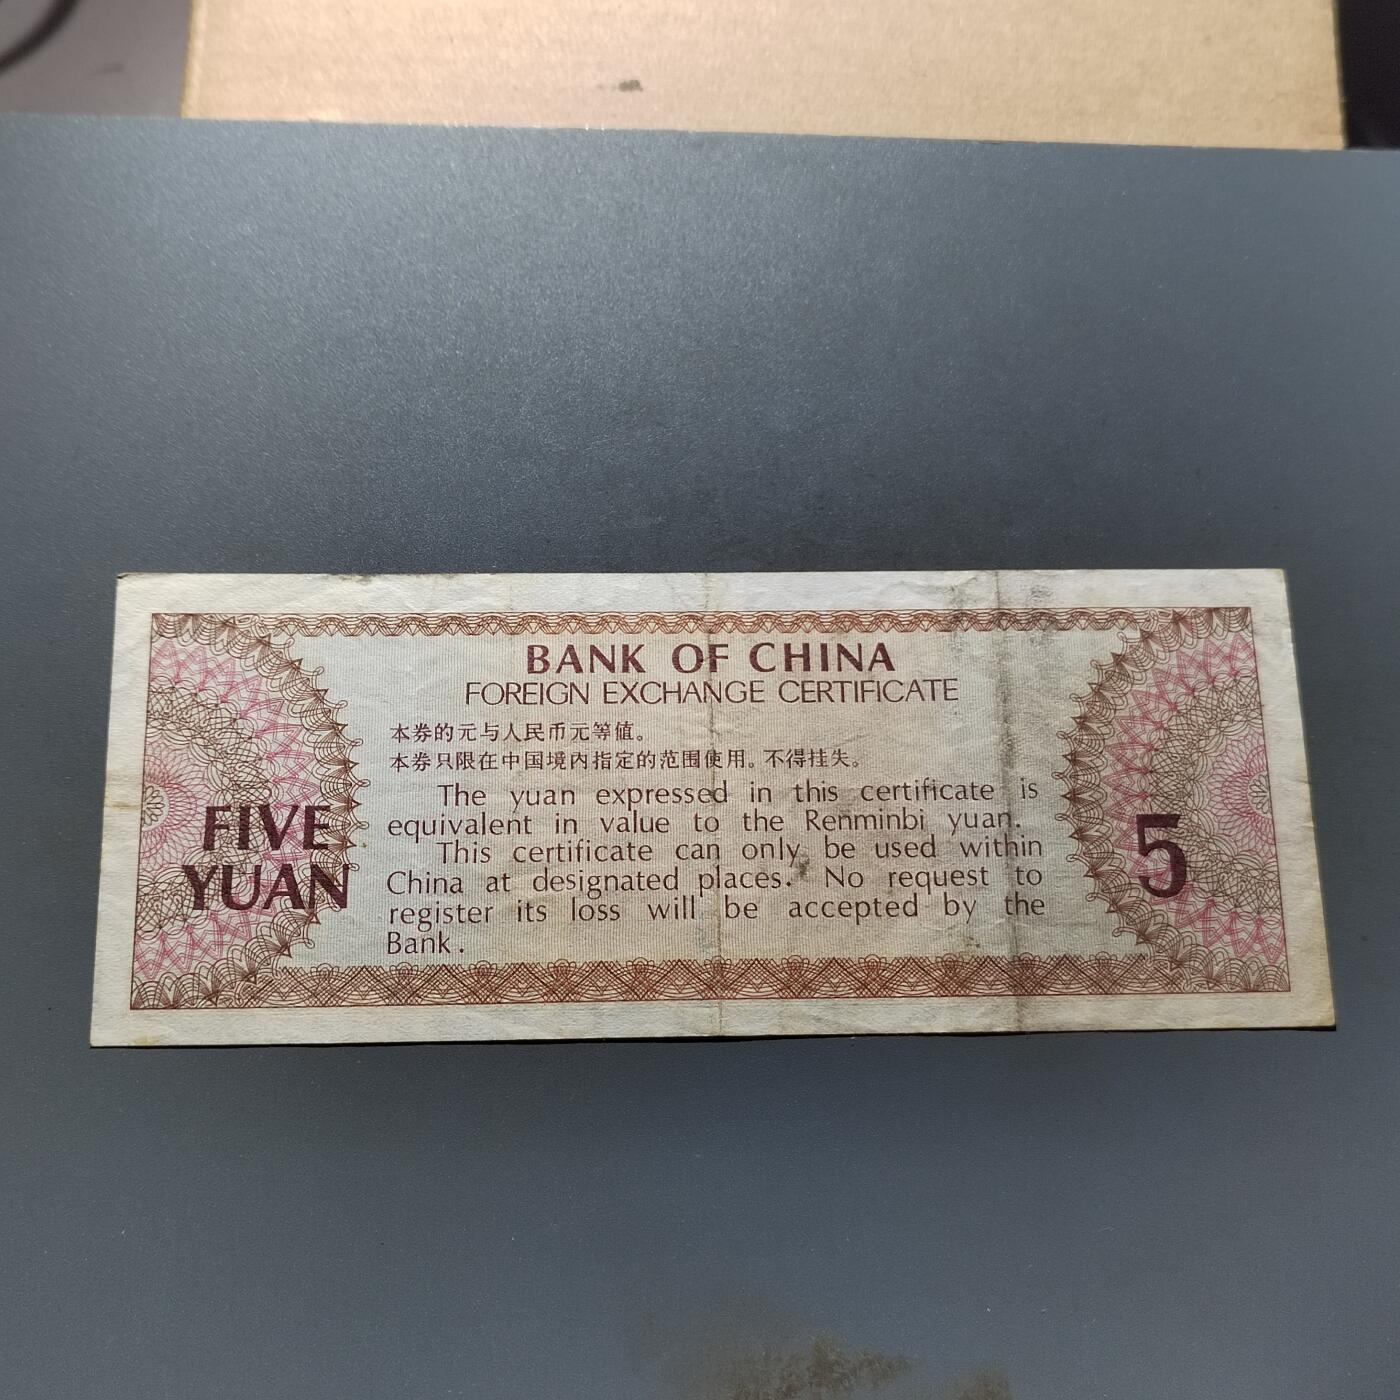 BANK OF CHINA
FOREIGN EXCHANGE CERTIFICATE
本券的元与人民币元等值。
本券只限在中国境内指定的范围使用。不得挂失。
The yuan expressed in this certificate is
equivalent in value to the Renminbi yuan.
This certificate can only be used within
China at designated places. No request to
register its loss will be accepted by the
Bank.
FIVE
YUAN
5